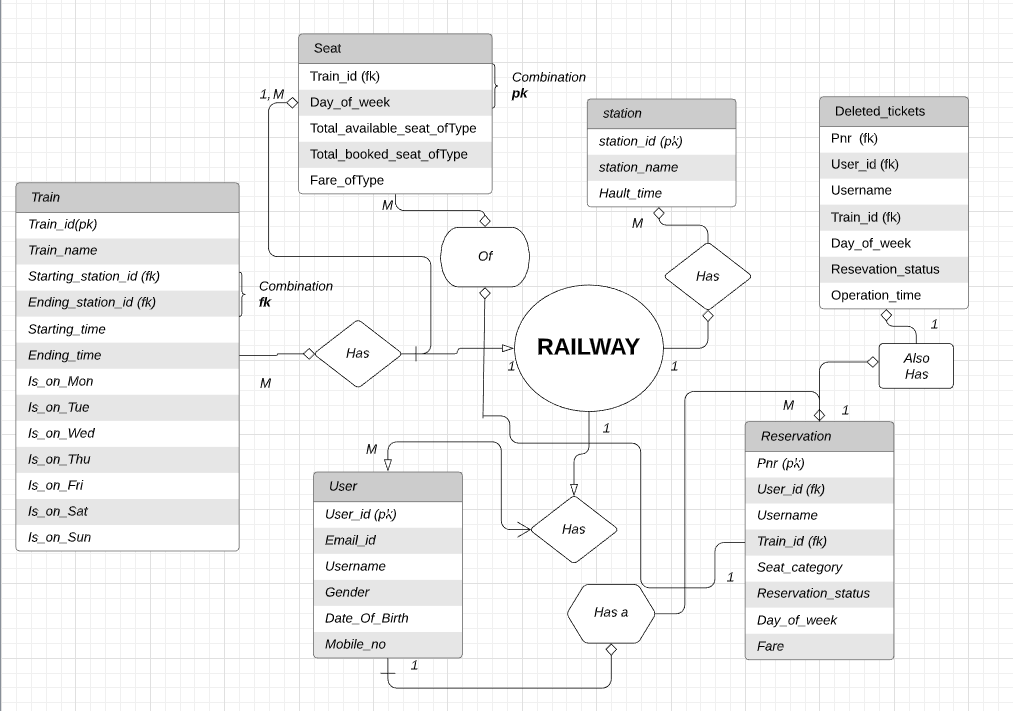 Seat
Train_id (fk)
Day_of_week
Total_available_seat_ofType
Total_booked_seat_ofType
Fare_ofType
Combination
pk
1,M
M
station
station_id (pk)
station_name
Hault_time
M
Deleted_tickets
Pnr (fk)
User_id (fk)
Username
Train_id (fk)
Day_of_week
Resevation_status
Operation_time
1
Train
Train_id(pk)
Train_name
Starting_station_id (fk)
Ending_station_id (fk)
Starting_time
Ending_time
Is_on_Mon
Is_on_Tue
Is_on_Wed
Is_on_Thu
Is_on_Fri
Is_on_Sat
Is_on_Sun
Combination
fk
M
Has
Of
RAILWAY
1
1
1
Has
Also
Has
M
1
Reservation
Pnr (pk)
User_id (fk)
Username
Train_id (fk)
Seat_category
Reservation_status
Day_of_week
Fare
1
M
User
User_id (pk)
Email_id
Username
Gender
Date_Of_Birth
Mobile_no
1
Has
Has a